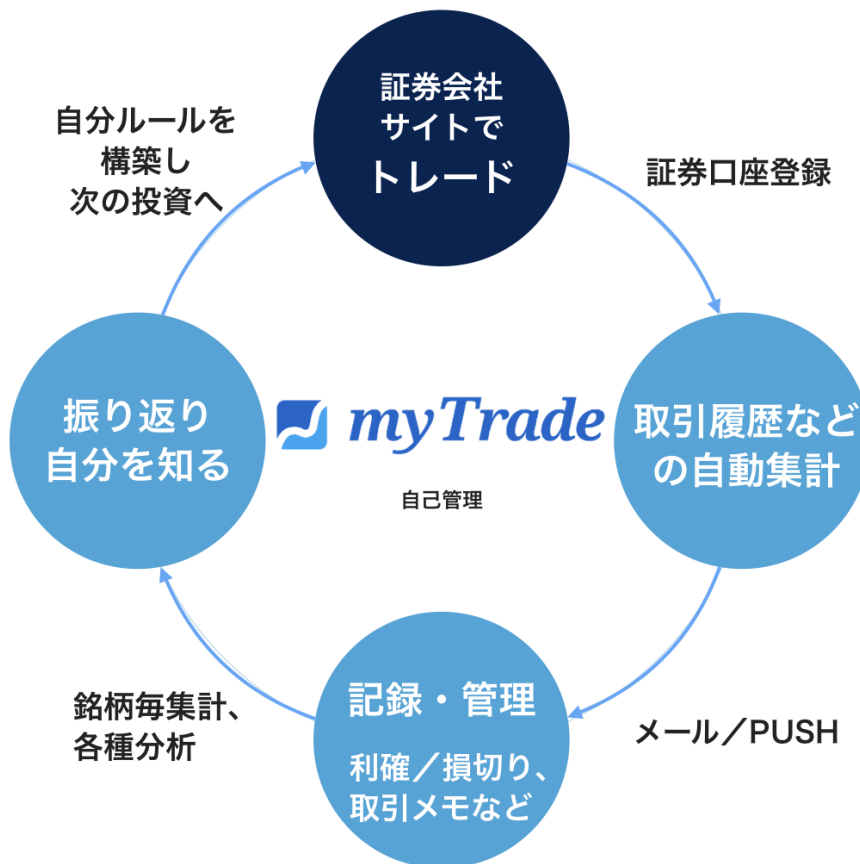 証券会社
サイトで
トレード
自分ルールを
構築し
次の投資へ
証券口座登録
振り返り
自分を知る
myTrade
自己管理
取引履歴など
の自動集計
記録・管理
利確／損切り、
取引メモなど
銘柄毎集計、
各種分析
メール／PUSH